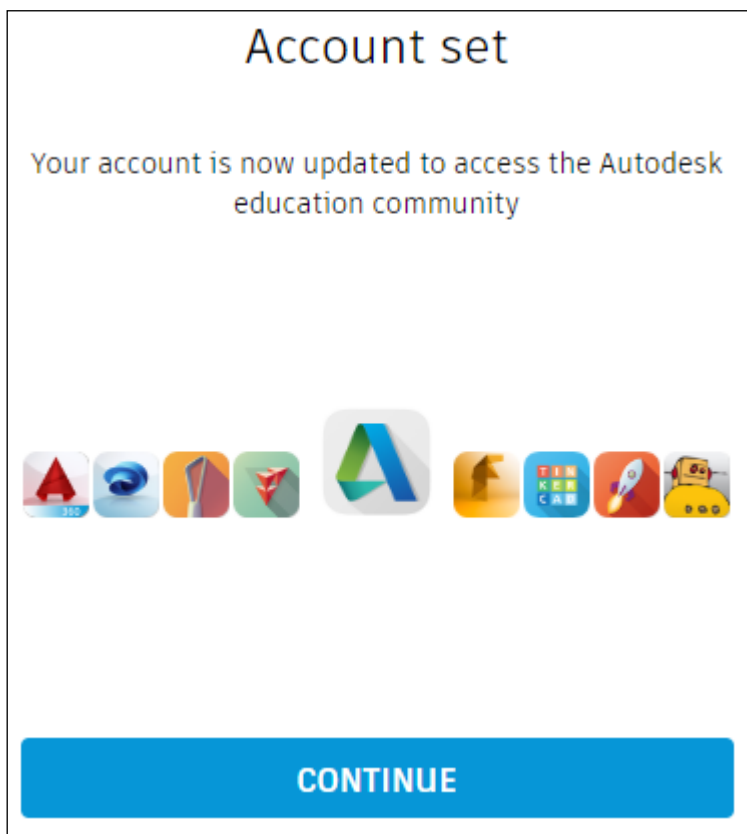 Account set
Your account is now updated to access the Autodesk
education community
360
TIN
KER
CAD
CONTINUE